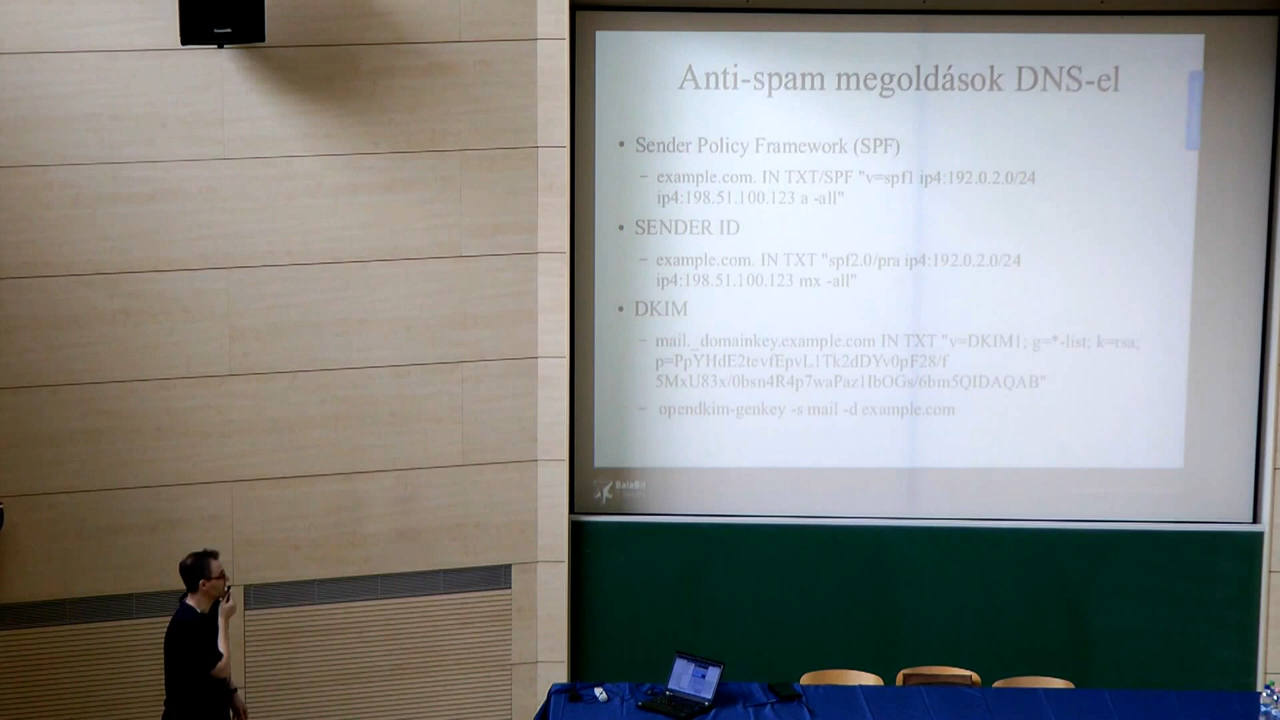 Anti-spam megoldások DNS-el
• Sender Policy Framework (SPF)
– example.com. IN TXT/SPF "v=spf1 ip4:192.0.2.0/24
ip4:198.51.100.123 a -all"
• SENDER ID
– example.com. IN TXT "spf2.0/pra ip4:192.0.2.0/24
ip4:198.51.100.123 mx -all"
• DKIM
– mail._domainkey.example.com IN TXT "v=DKIM1; g=*-list; k=rsa;
p=PpYHdE2tevfEpvL1Tk2dDYv0pF28/f
5MxU83x/0bsn4R4p7waPaz1IbOGs/6bm5QIDAQAB"
– opendkim-genkey -s mail -d example.com
BalaBit